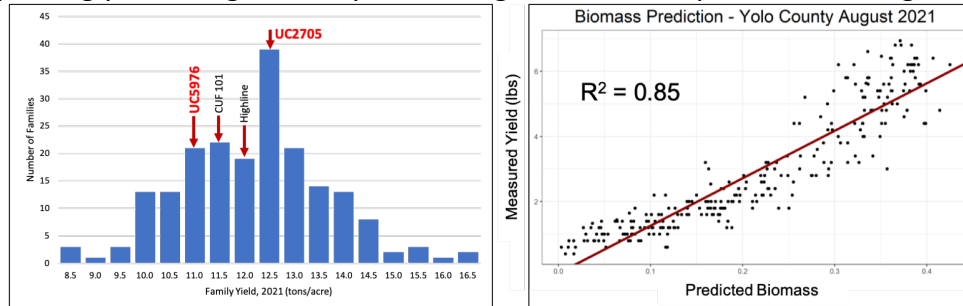 45
40
35
30
25
20
15
10
5
0
Number of Families
UC5976
CUF 101
Highline
UC2705
8.5 9.0 9.5 10.0 10.5 11.0 11.5 12.0 12.5 13.0 13.5 14.0 14.5 15.0 15.5 16.0 16.5
Family Yield, 2021 (tons/acre)
Biomass Prediction - Yolo County August 2021
R² = 0.85
Measured Yield (lbs)
6
4
2
0.0 0.1 0.2 0.3 0.4
Predicted Biomass